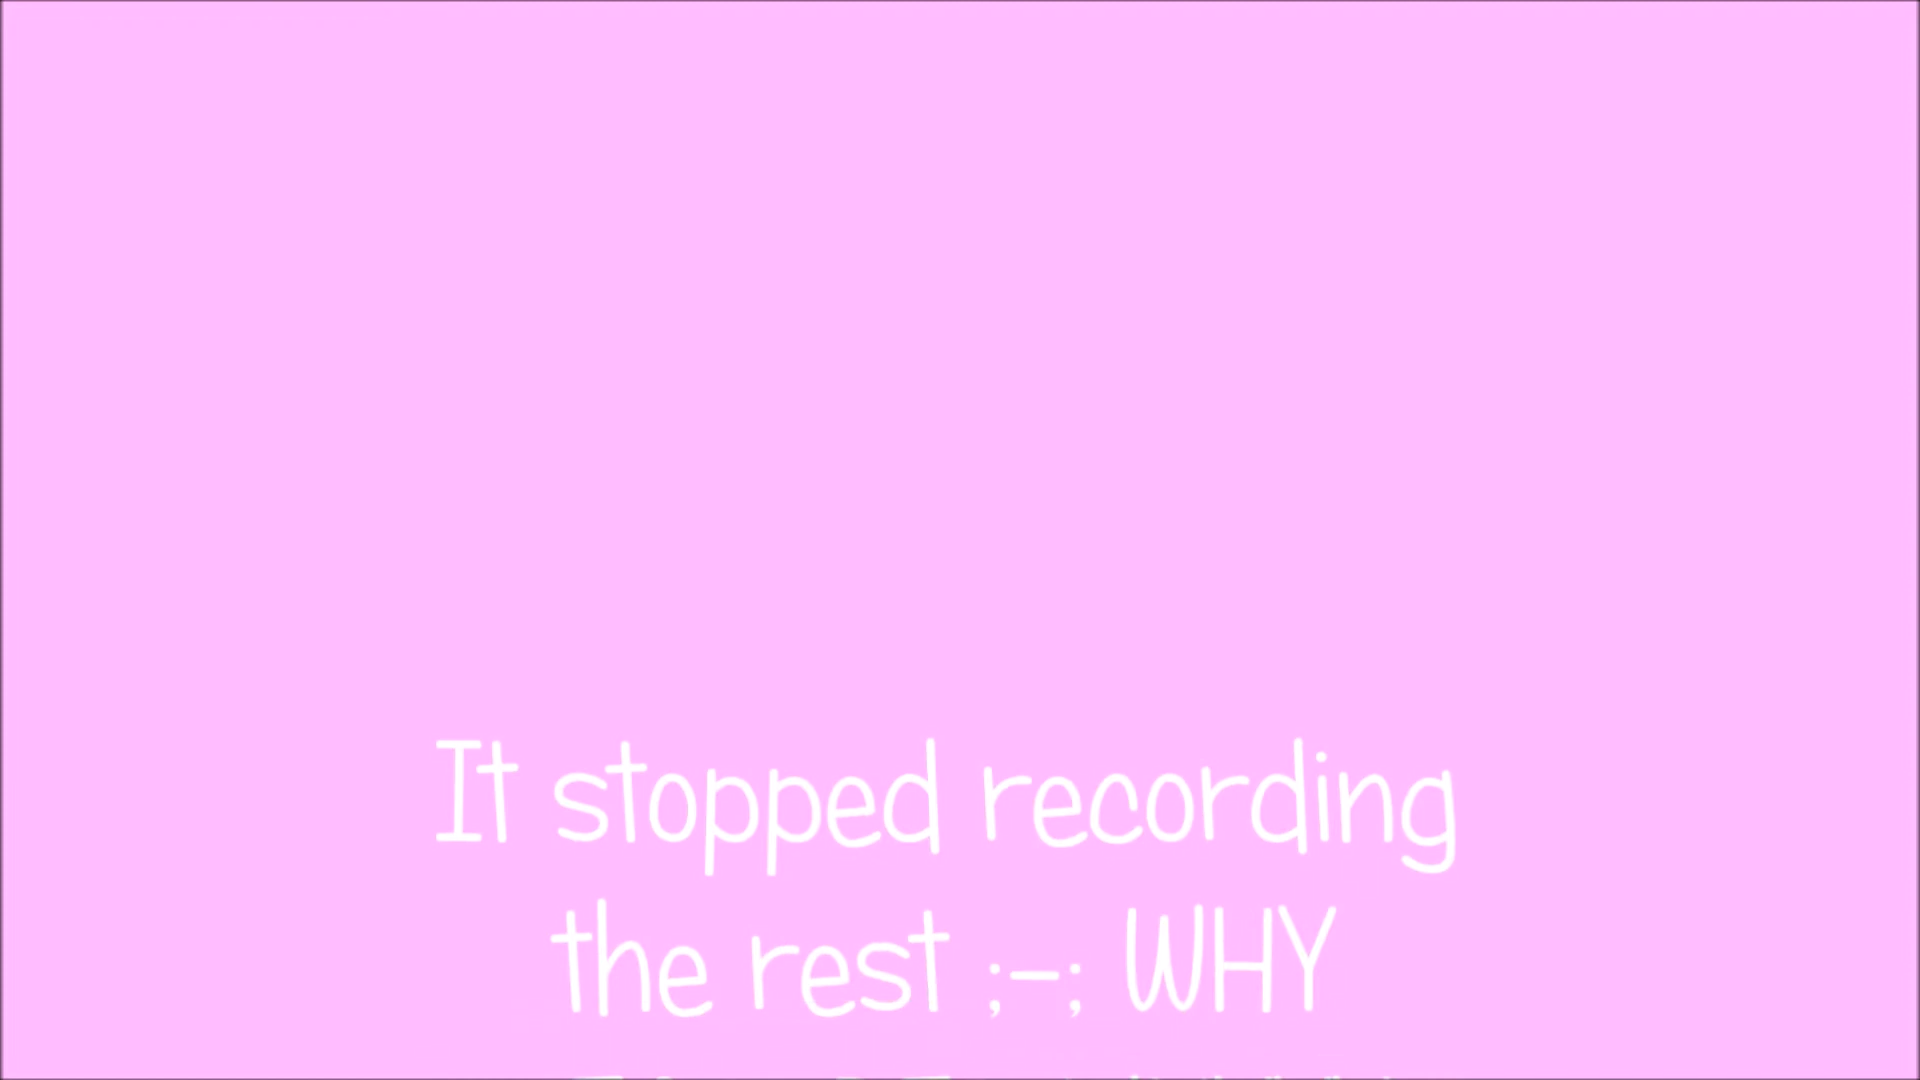 It stopped recording
the rest ;-; WHY